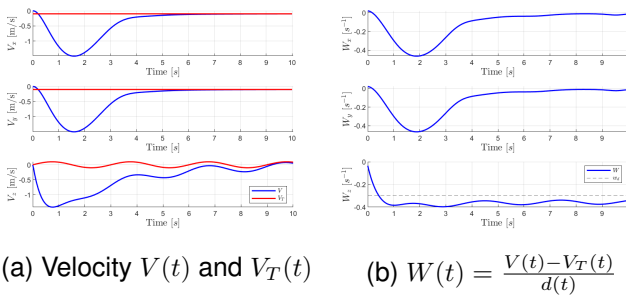 V_x [m/s]
0
-0.5
-1
0 1 2 3 4 5 6 7 8 9 10
Time [s]
V_y [m/s]
0
-0.5
-1
0 1 2 3 4 5 6 7 8 9 10
Time [s]
V_z [m/s]
0
-0.5
-1
0 1 2 3 4 5 6 7 8 9 10
Time [s]
V
V_T
(a) Velocity V(t) and V_T(t)
W_x [s⁻¹]
0
-0.2
-0.4
0 1 2 3 4 5 6 7 8 9
Time [s]
W_y [s⁻¹]
0
-0.2
-0.4
0 1 2 3 4 5 6 7 8 9
Time [s]
W_z [s⁻¹]
0
-0.2
-0.4
0 1 2 3 4 5 6 7 8 9
Time [s]
W
(b) W(t) = \frac{V(t)-V_T(t)}{d(t)}